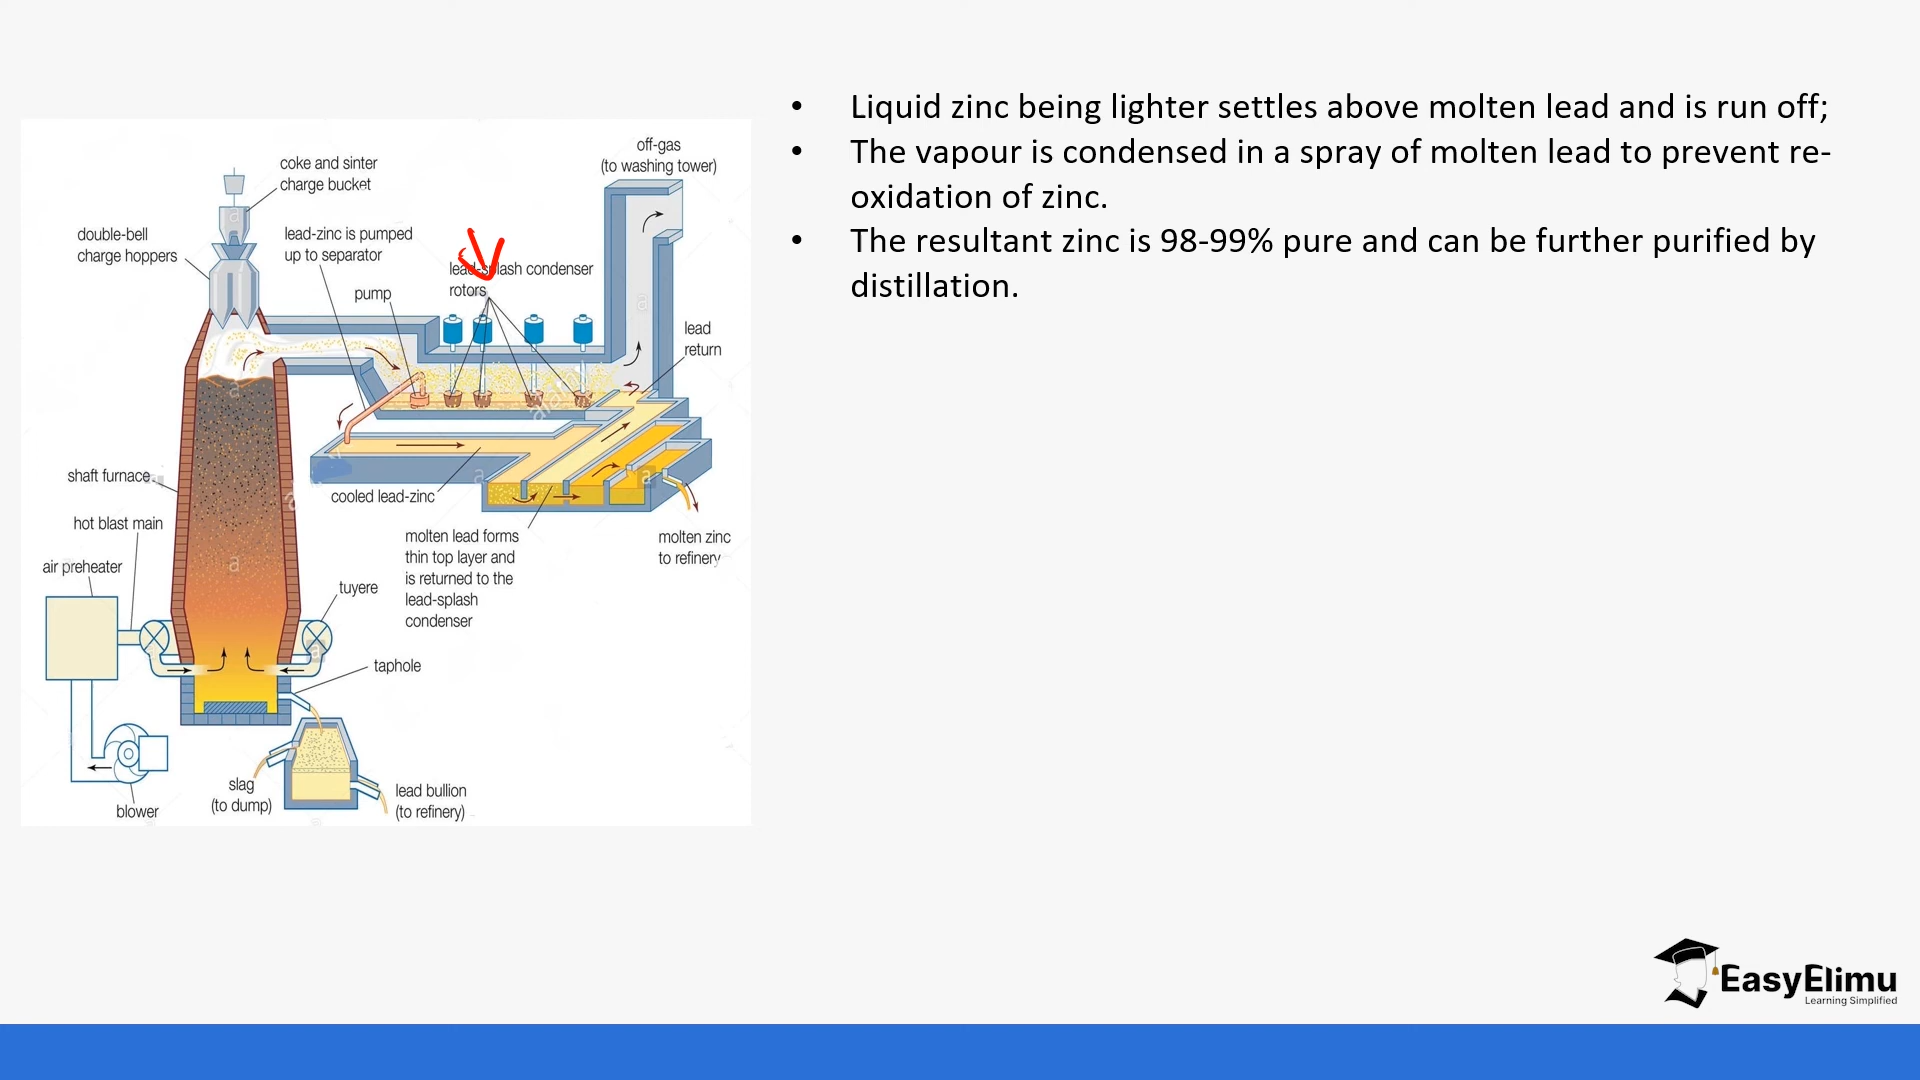 • Liquid zinc being lighter settles above molten lead and is run off;
• The vapour is condensed in a spray of molten lead to prevent re-
oxidation of zinc.
• The resultant zinc is 98-99% pure and can be further purified by
distillation.
off-gas
(to washing tower)
coke and sinter
charge bucket
double-bell
charge hoppers
lead-zinc is pumped
up to separator
lead-splash condenser
rotors
pump
lead
return
shaft furnace
cooled lead-zinc
hot blast main
molten lead forms
thin top layer and
is returned to the
lead-splash
condenser
molten zinc
to refinery
air preheater
tuyere
taphole
slag
(to dump)
lead bullion
(to refinery)
blower
EasyElimu
Learning Simplified